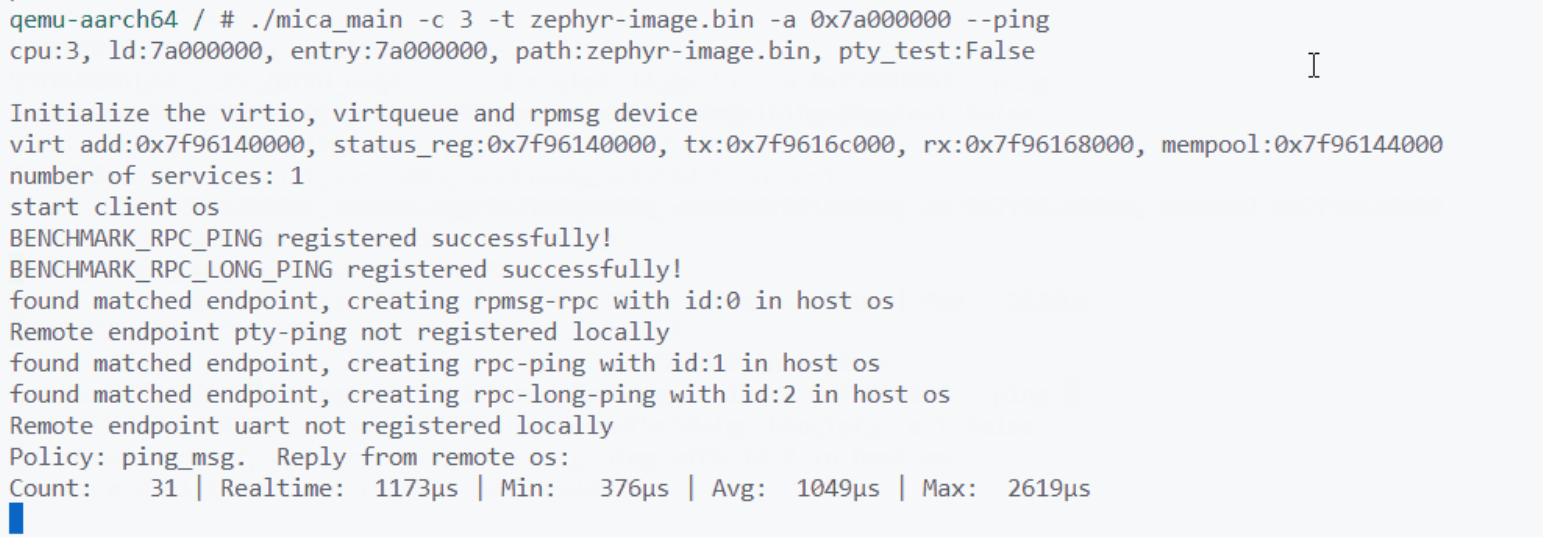 qemu-aarch64 / # ./mica_main -c 3 -t zephyr-image.bin -a 0x7a000000 --ping
cpu:3, ld:7a000000, entry:7a000000, path:zephyr-image.bin, pty_test:False
Initialize the virtio, virtqueue and rpmsg device
virt add:0x7f96140000, status_reg:0x7f96140000, tx:0x7f9616c000, rx:0x7f96168000, mempool:0x7f96144000
number of services: 1
start client os
BENCHMARK_RPC_PING registered successfully!
BENCHMARK_RPC_LONG_PING registered successfully!
found matched endpoint, creating rpmsg-rpc with id:0 in host os
Remote endpoint pty-ping not registered locally
found matched endpoint, creating rpc-ping with id:1 in host os
found matched endpoint, creating rpc-long-ping with id:2 in host os
Remote endpoint uart not registered locally
Policy: ping_msg.  Reply from remote os:
Count:    31 | Realtime:  1173μs | Min:   376μs | Avg:  1049μs | Max:  2619μs